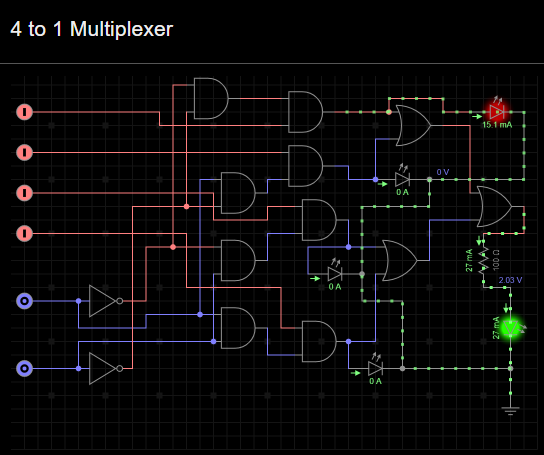 4 to 1 Multiplexer
I
15.1 mA
I
0 V
I
0 A
I
27 mA
100 Ω
0 A
2.03 V
27 mA
0 A